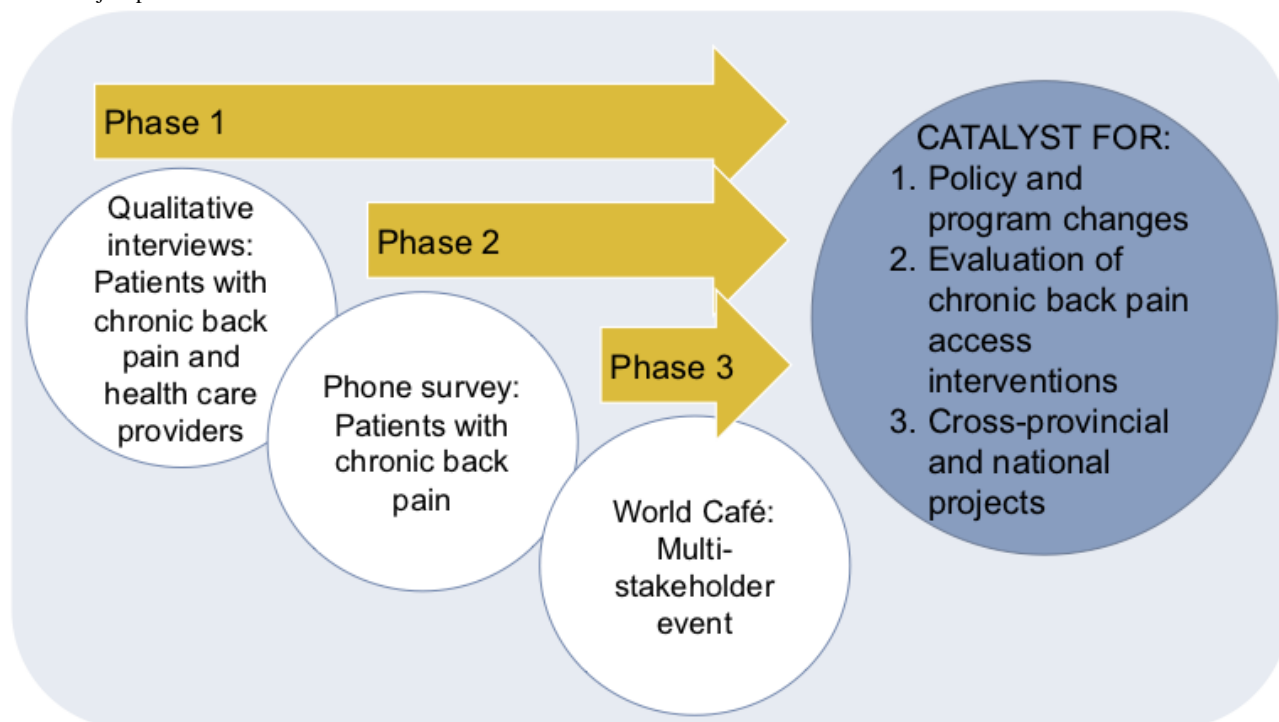 Phase 1
Qualitative
interviews:
Patients with
chronic back
pain and
health care
providers
Phase 2
Phone survey:
Patients with
chronic back
pain
Phase 3
World Café:
Multi-
stakeholder
event
CATALYST FOR:
1. Policy and
program changes
2. Evaluation of
chronic back pain
access
interventions
3. Cross-provincial
and national
projects